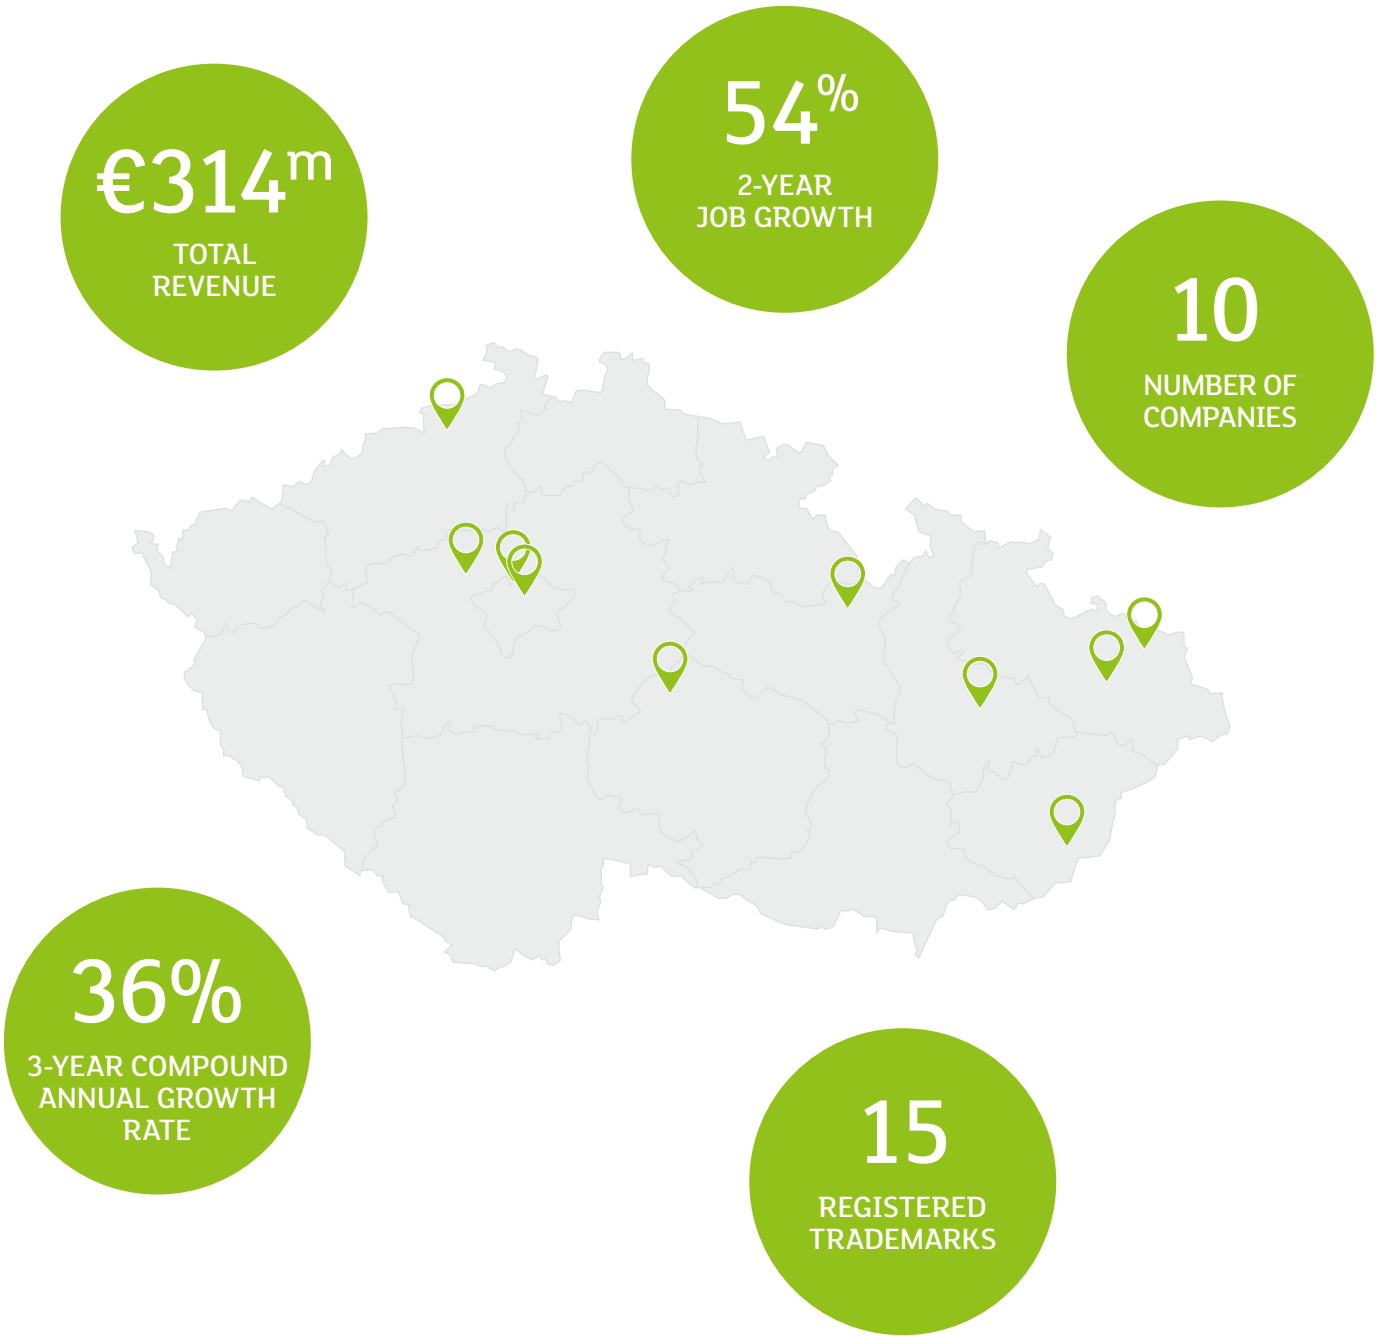 €314m
TOTAL
REVENUE
54%
2-YEAR
JOB GROWTH
10
NUMBER OF
COMPANIES
36%
3-YEAR COMPOUND
ANNUAL GROWTH
RATE
15
REGISTERED
TRADEMARKS